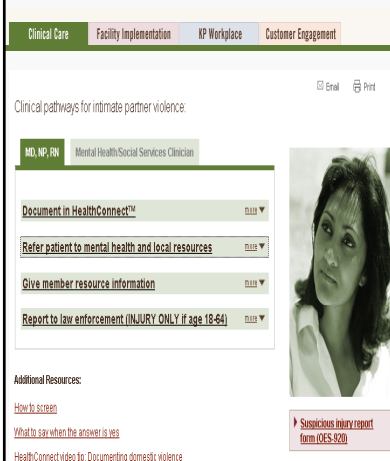 Clinical Care Facility Implementation KP Workplace Customer Engagement
Email Print
Clinical pathways for intimate partner violence:
MD, NP, RN Mental Health/Social Services Clinician
Document in HealthConnect™ more ▼
Refer patient to mental health and local resources more ▼
Give member resource information more ▼
Report to law enforcement (INJURY ONLY if age 18-64) more ▼
Additional Resources:
How to screen
What to say when the answer is yes
HealthConnect video tip: Documenting domestic violence
Suspicious injury report
form (OES-920)